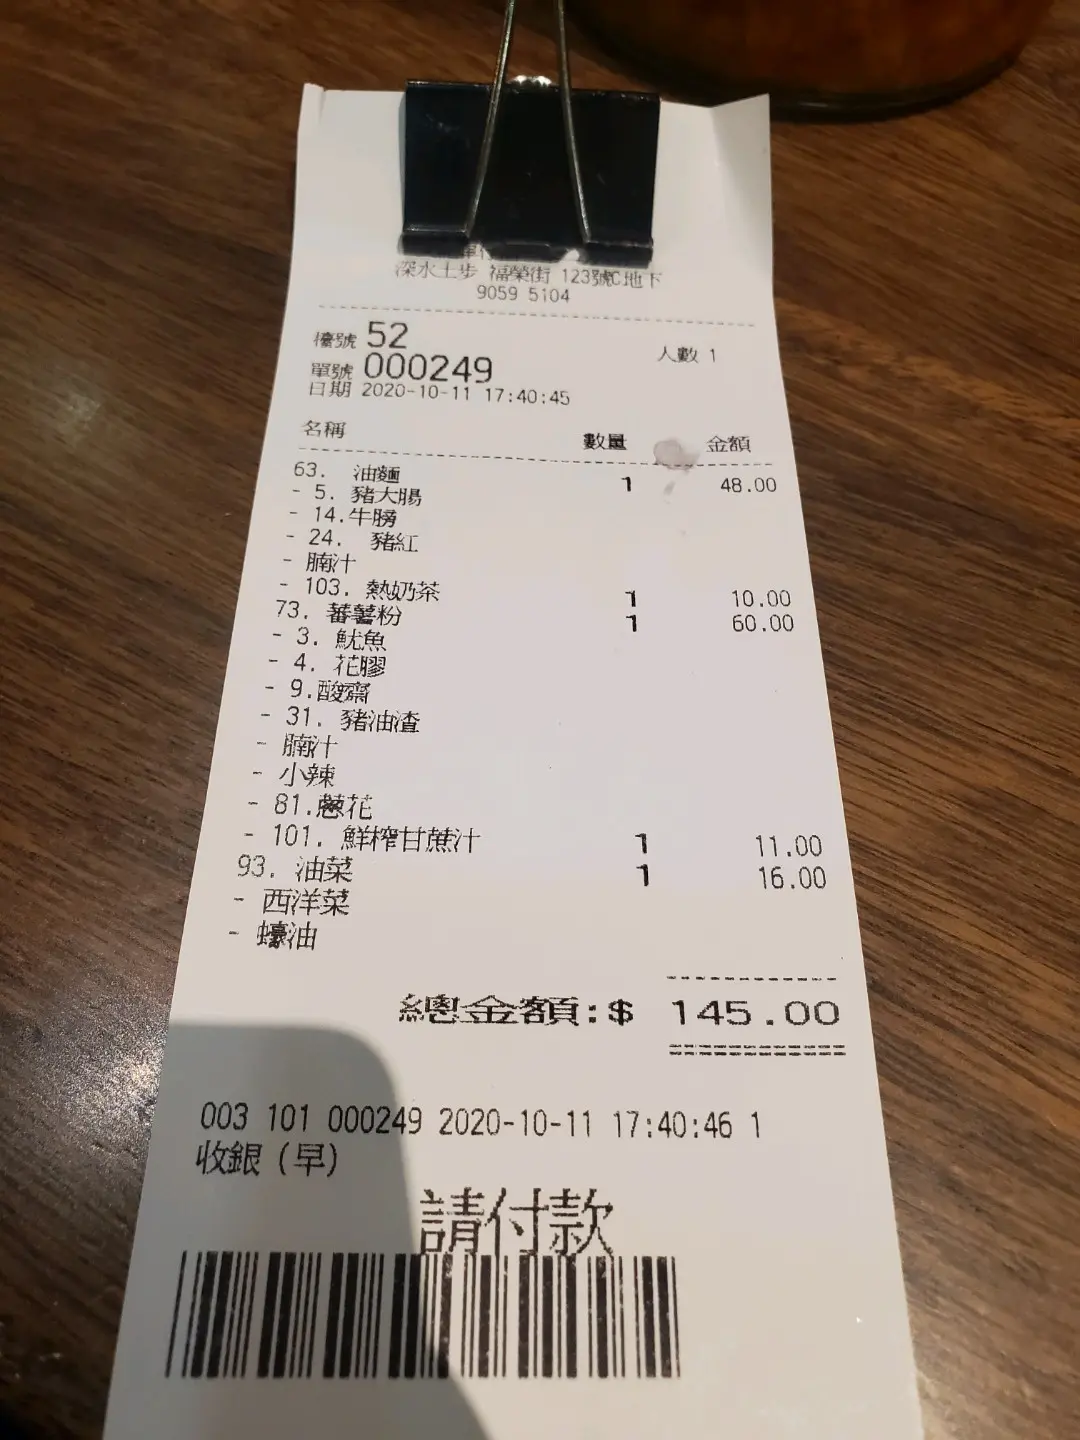 深水土步 福榮街 123號C地下
9059 5104
檯號 52 人數 1
單號 000249
日期 2020-10-11 17:40:45
名稱 數量 金額
63. 油麵 1 48.00
- 5. 豬大腸
- 14.牛膀
- 24. 豬紅
- 腩汁
- 103. 熱奶茶 1 10.00
73. 蕃薯粉 1 60.00
- 3. 魷魚
- 4. 花膠
- 9.酸齋
- 31. 豬油渣
- 腩汁
- 小辣
- 81.蔥花
- 101. 鮮榨甘蔗汁 1 11.00
93. 油菜 1 16.00
- 西洋菜
- 蠔油
總金額:$ 145.00
003 101 000249 2020-10-11 17:40:46 1
收銀 (早)
請付款